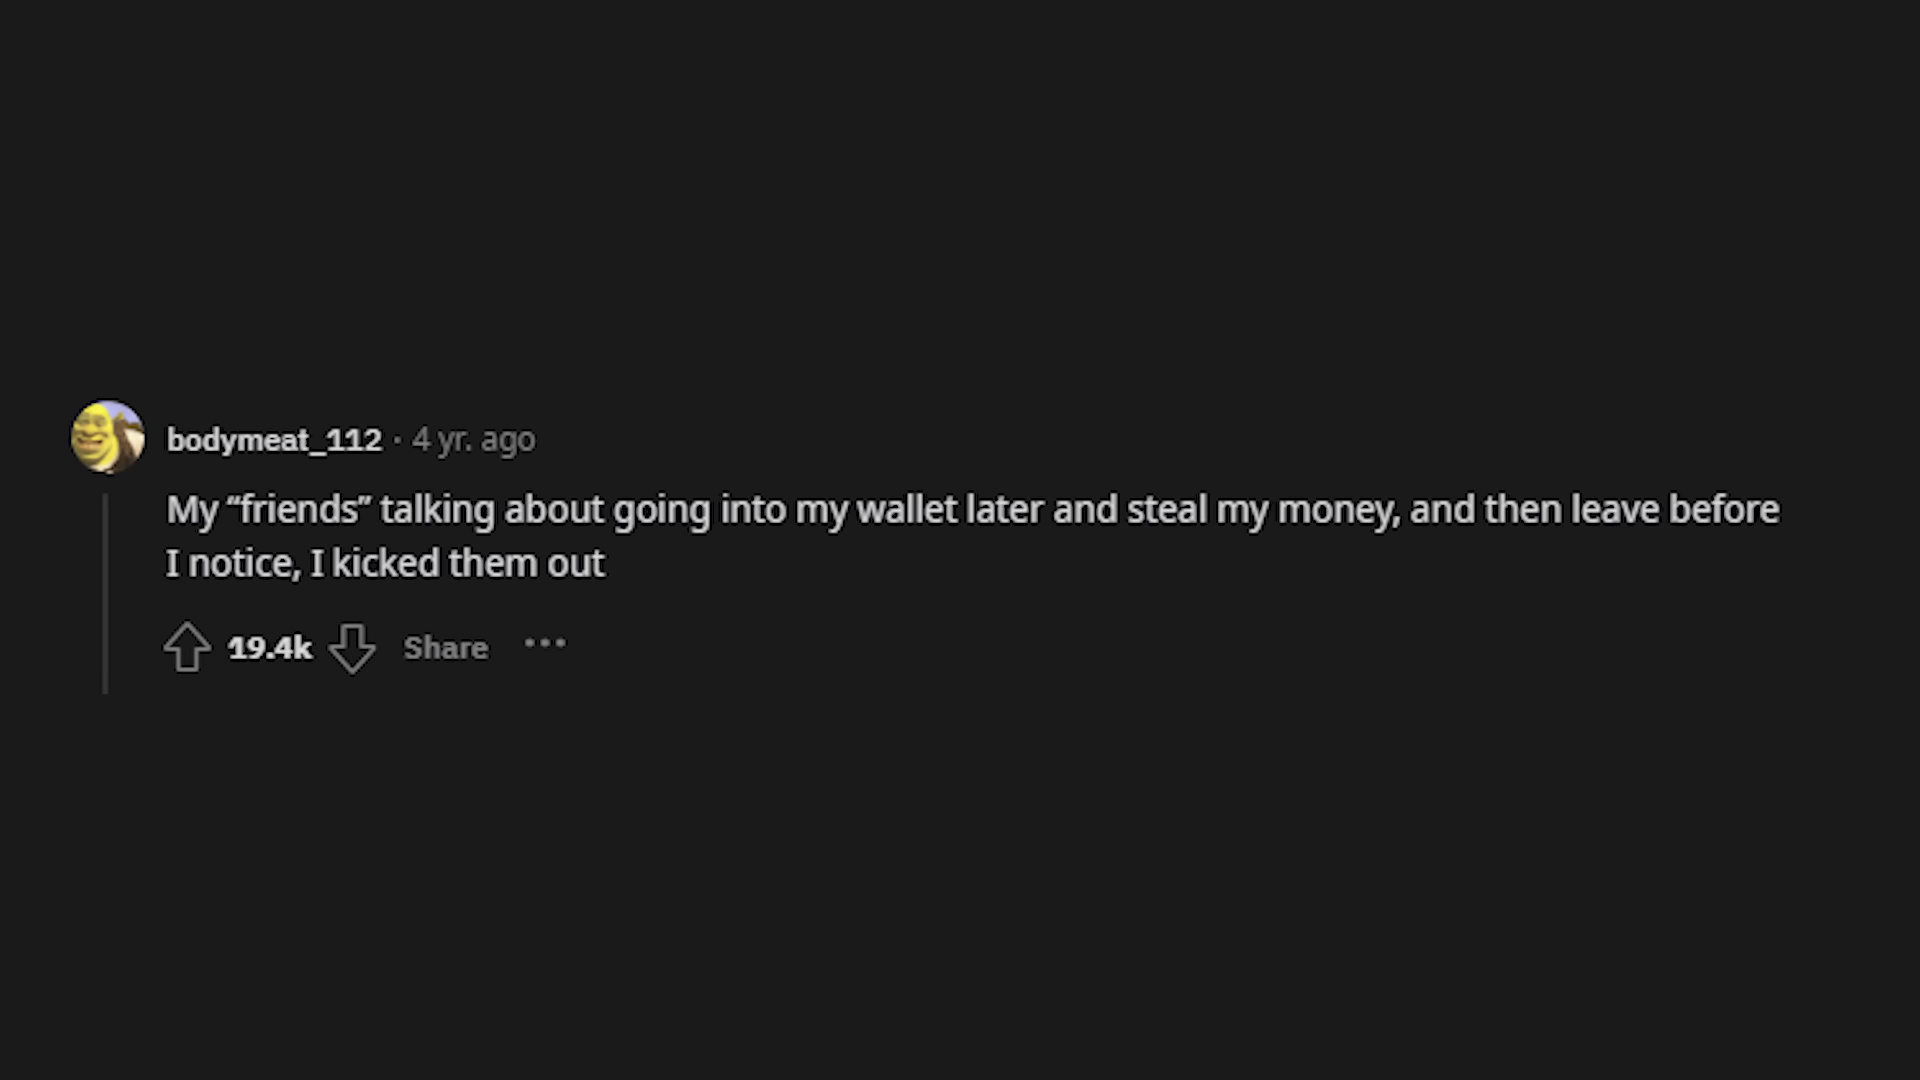 bodymeat_112 · 4 yr. ago
My “friends” talking about going into my wallet later and steal my money, and then leave before
I notice, I kicked them out
19.4k Share ···